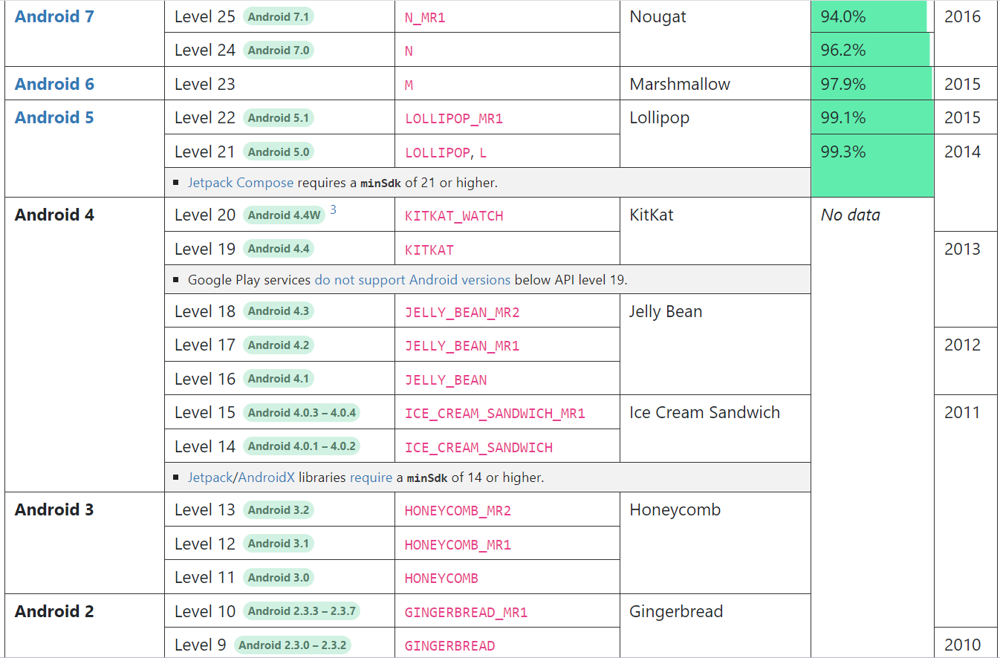 Android 7 Level 25 Android 7.1 N_MR1 Nougat 94.0% 2016
Level 24 Android 7.0 N 96.2%
Android 6 Level 23 M Marshmallow 97.9% 2015
Android 5 Level 22 Android 5.1 LOLLIPOP_MR1 Lollipop 99.1% 2015
Level 21 Android 5.0 LOLLIPOP, L 99.3% 2014
▪ Jetpack Compose requires a minSdk of 21 or higher.
Android 4 Level 20 Android 4.4W 3 KITKAT_WATCH KitKat No data
Level 19 Android 4.4 KITKAT 2013
▪ Google Play services do not support Android versions below API level 19.
Level 18 Android 4.3 JELLY_BEAN_MR2 Jelly Bean
Level 17 Android 4.2 JELLY_BEAN_MR1 2012
Level 16 Android 4.1 JELLY_BEAN
Level 15 Android 4.0.3 – 4.0.4 ICE_CREAM_SANDWICH_MR1 Ice Cream Sandwich 2011
Level 14 Android 4.0.1 – 4.0.2 ICE_CREAM_SANDWICH
▪ Jetpack/AndroidX libraries require a minSdk of 14 or higher.
Android 3 Level 13 Android 3.2 HONEYCOMB_MR2 Honeycomb
Level 12 Android 3.1 HONEYCOMB_MR1
Level 11 Android 3.0 HONEYCOMB
Android 2 Level 10 Android 2.3.3 – 2.3.7 GINGERBREAD_MR1 Gingerbread
Level 9 Android 2.3.0 – 2.3.2 GINGERBREAD 2010